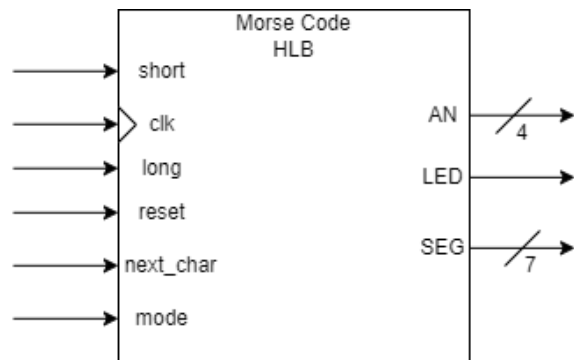 Morse Code
HLB
short
clk
long
reset
next_char
mode
AN
4
LED
SEG
7